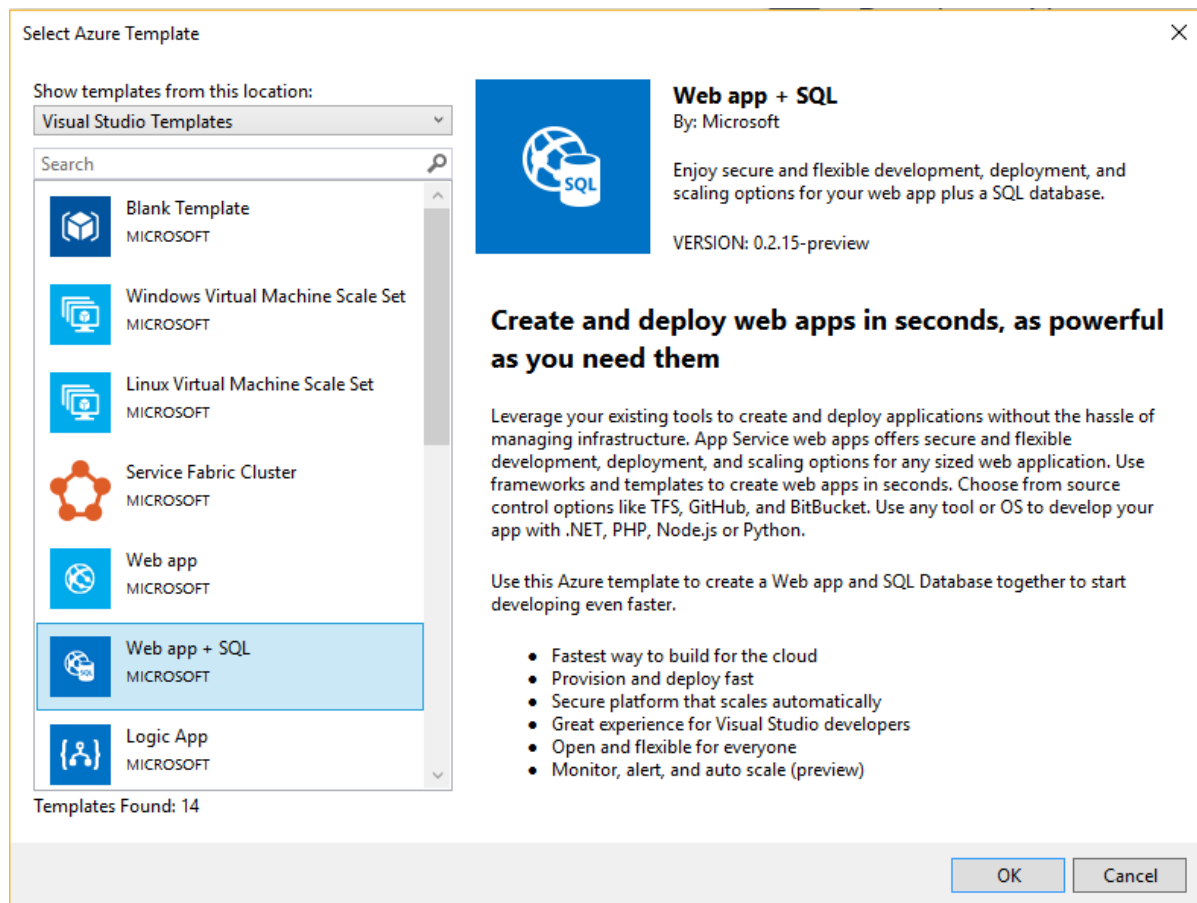 Select Azure Template
Show templates from this location:
Visual Studio Templates
Search
Blank Template
MICROSOFT
Windows Virtual Machine Scale Set
MICROSOFT
Linux Virtual Machine Scale Set
MICROSOFT
Service Fabric Cluster
MICROSOFT
Web app
MICROSOFT
SQL
Web app + SQL
MICROSOFT
Logic App
MICROSOFT
Templates Found: 14
SQL
Web app + SQL
By: Microsoft
Enjoy secure and flexible development, deployment, and
scaling options for your web app plus a SQL database.
VERSION: 0.2.15-preview
Create and deploy web apps in seconds, as powerful
as you need them
Leverage your existing tools to create and deploy applications without the hassle of
managing infrastructure. App Service web apps offers secure and flexible
development, deployment, and scaling options for any sized web application. Use
frameworks and templates to create web apps in seconds. Choose from source
control options like TFS, GitHub, and BitBucket. Use any tool or OS to develop your
app with .NET, PHP, Node.js or Python.
Use this Azure template to create a Web app and SQL Database together to start
developing even faster.
• Fastest way to build for the cloud
• Provision and deploy fast
• Secure platform that scales automatically
• Great experience for Visual Studio developers
• Open and flexible for everyone
• Monitor, alert, and auto scale (preview)
OK
Cancel